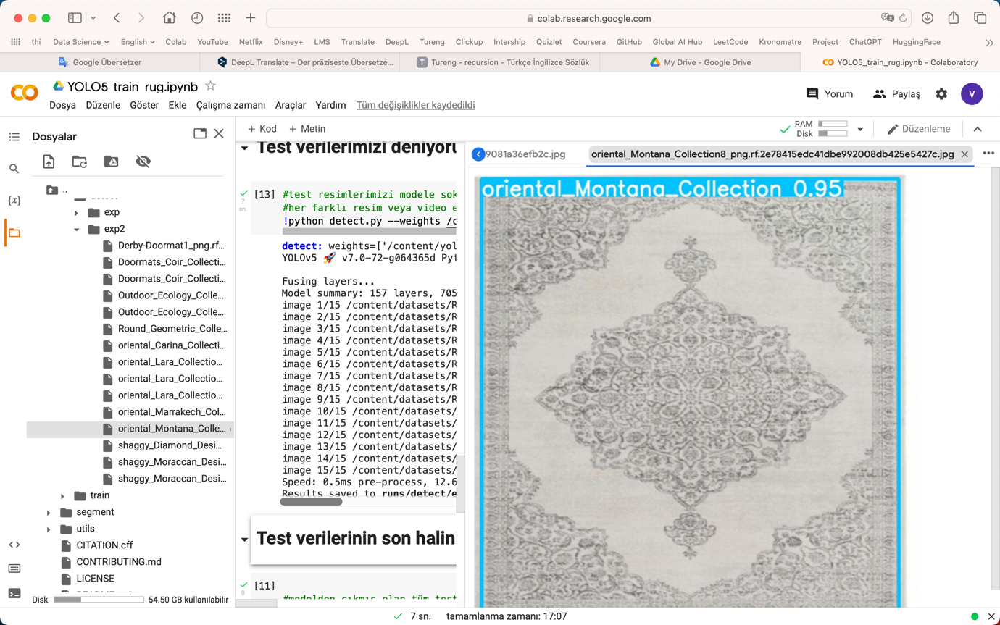 colab.research.google.com
thi Data Science English Colab YouTube Netflix Disney+ LMS Translate DeepL Tureng Clickup Intership Quizlet Coursera GitHub Global AI Hub LeetCode Kronometre Project ChatGPT HuggingFace
Google Übersetzer DeepL Translate – Der präziseste Übersetze... Tureng - recursion - Türkçe İngilizce Sözlük My Drive - Google Drive YOLO5_train_rug.ipynb - Colaboratory
YOLO5_train_rug.ipynb
Yorum Paylaş V
Dosya Düzenle Göster Ekle Çalışma zamanı Araçlar Yardım Tüm değişiklikler kaydedildi
Dosyalar
..
exp
exp2
Derby-Doormat1_png.rf...
Doormats_Coir_Collecti...
Doormats_Coir_Collecti...
Outdoor_Ecology_Colle...
Outdoor_Ecology_Colle...
Round_Geometric_Colle...
oriental_Carina_Collecti...
oriental_Lara_Collectio...
oriental_Lara_Collectio...
oriental_Lara_Collectio...
oriental_Marrakech_Col...
oriental_Montana_Colle...
shaggy_Diamond_Desi...
shaggy_Moraccan_Desi...
shaggy_Moraccan_Desi...
train
segment
utils
CITATION.cff
CONTRIBUTING.md
LICENSE
Disk 54.50 GB kullanılabilir
+ Kod + Metin
RAM
Disk
Düzenleme
Test verilerimizi deniyoru
[13] #test resimlerimizi modele sok
#her farklı resim veya video e
!python detect.py --weights /c
7
sn.
detect: weights=['/content/yol
YOLOv5 🚀 v7.0-72-g064365d Pyt
Fusing layers...
Model summary: 157 layers, 705
image 1/15 /content/datasets/R
image 2/15 /content/datasets/R
image 3/15 /content/datasets/R
image 4/15 /content/datasets/R
image 5/15 /content/datasets/R
image 6/15 /content/datasets/R
image 7/15 /content/datasets/R
image 8/15 /content/datasets/R
image 9/15 /content/datasets/R
image 10/15 /content/datasets/
image 11/15 /content/datasets/
image 12/15 /content/datasets/
image 13/15 /content/datasets/
image 14/15 /content/datasets/
image 15/15 /content/datasets/
Speed: 0.5ms pre-process, 12.6
Results saved to runs/detect/e
Test verilerinin son halin
[11]
0
#modelden çıkmış olan tüm test
9081a36efb2c.jpg oriental_Montana_Collection8_png.rf.2e78415edc41dbe992008db425e5427c.jpg
oriental_Montana_Collection 0.95
7 sn. tamamlanma zamanı: 17:07